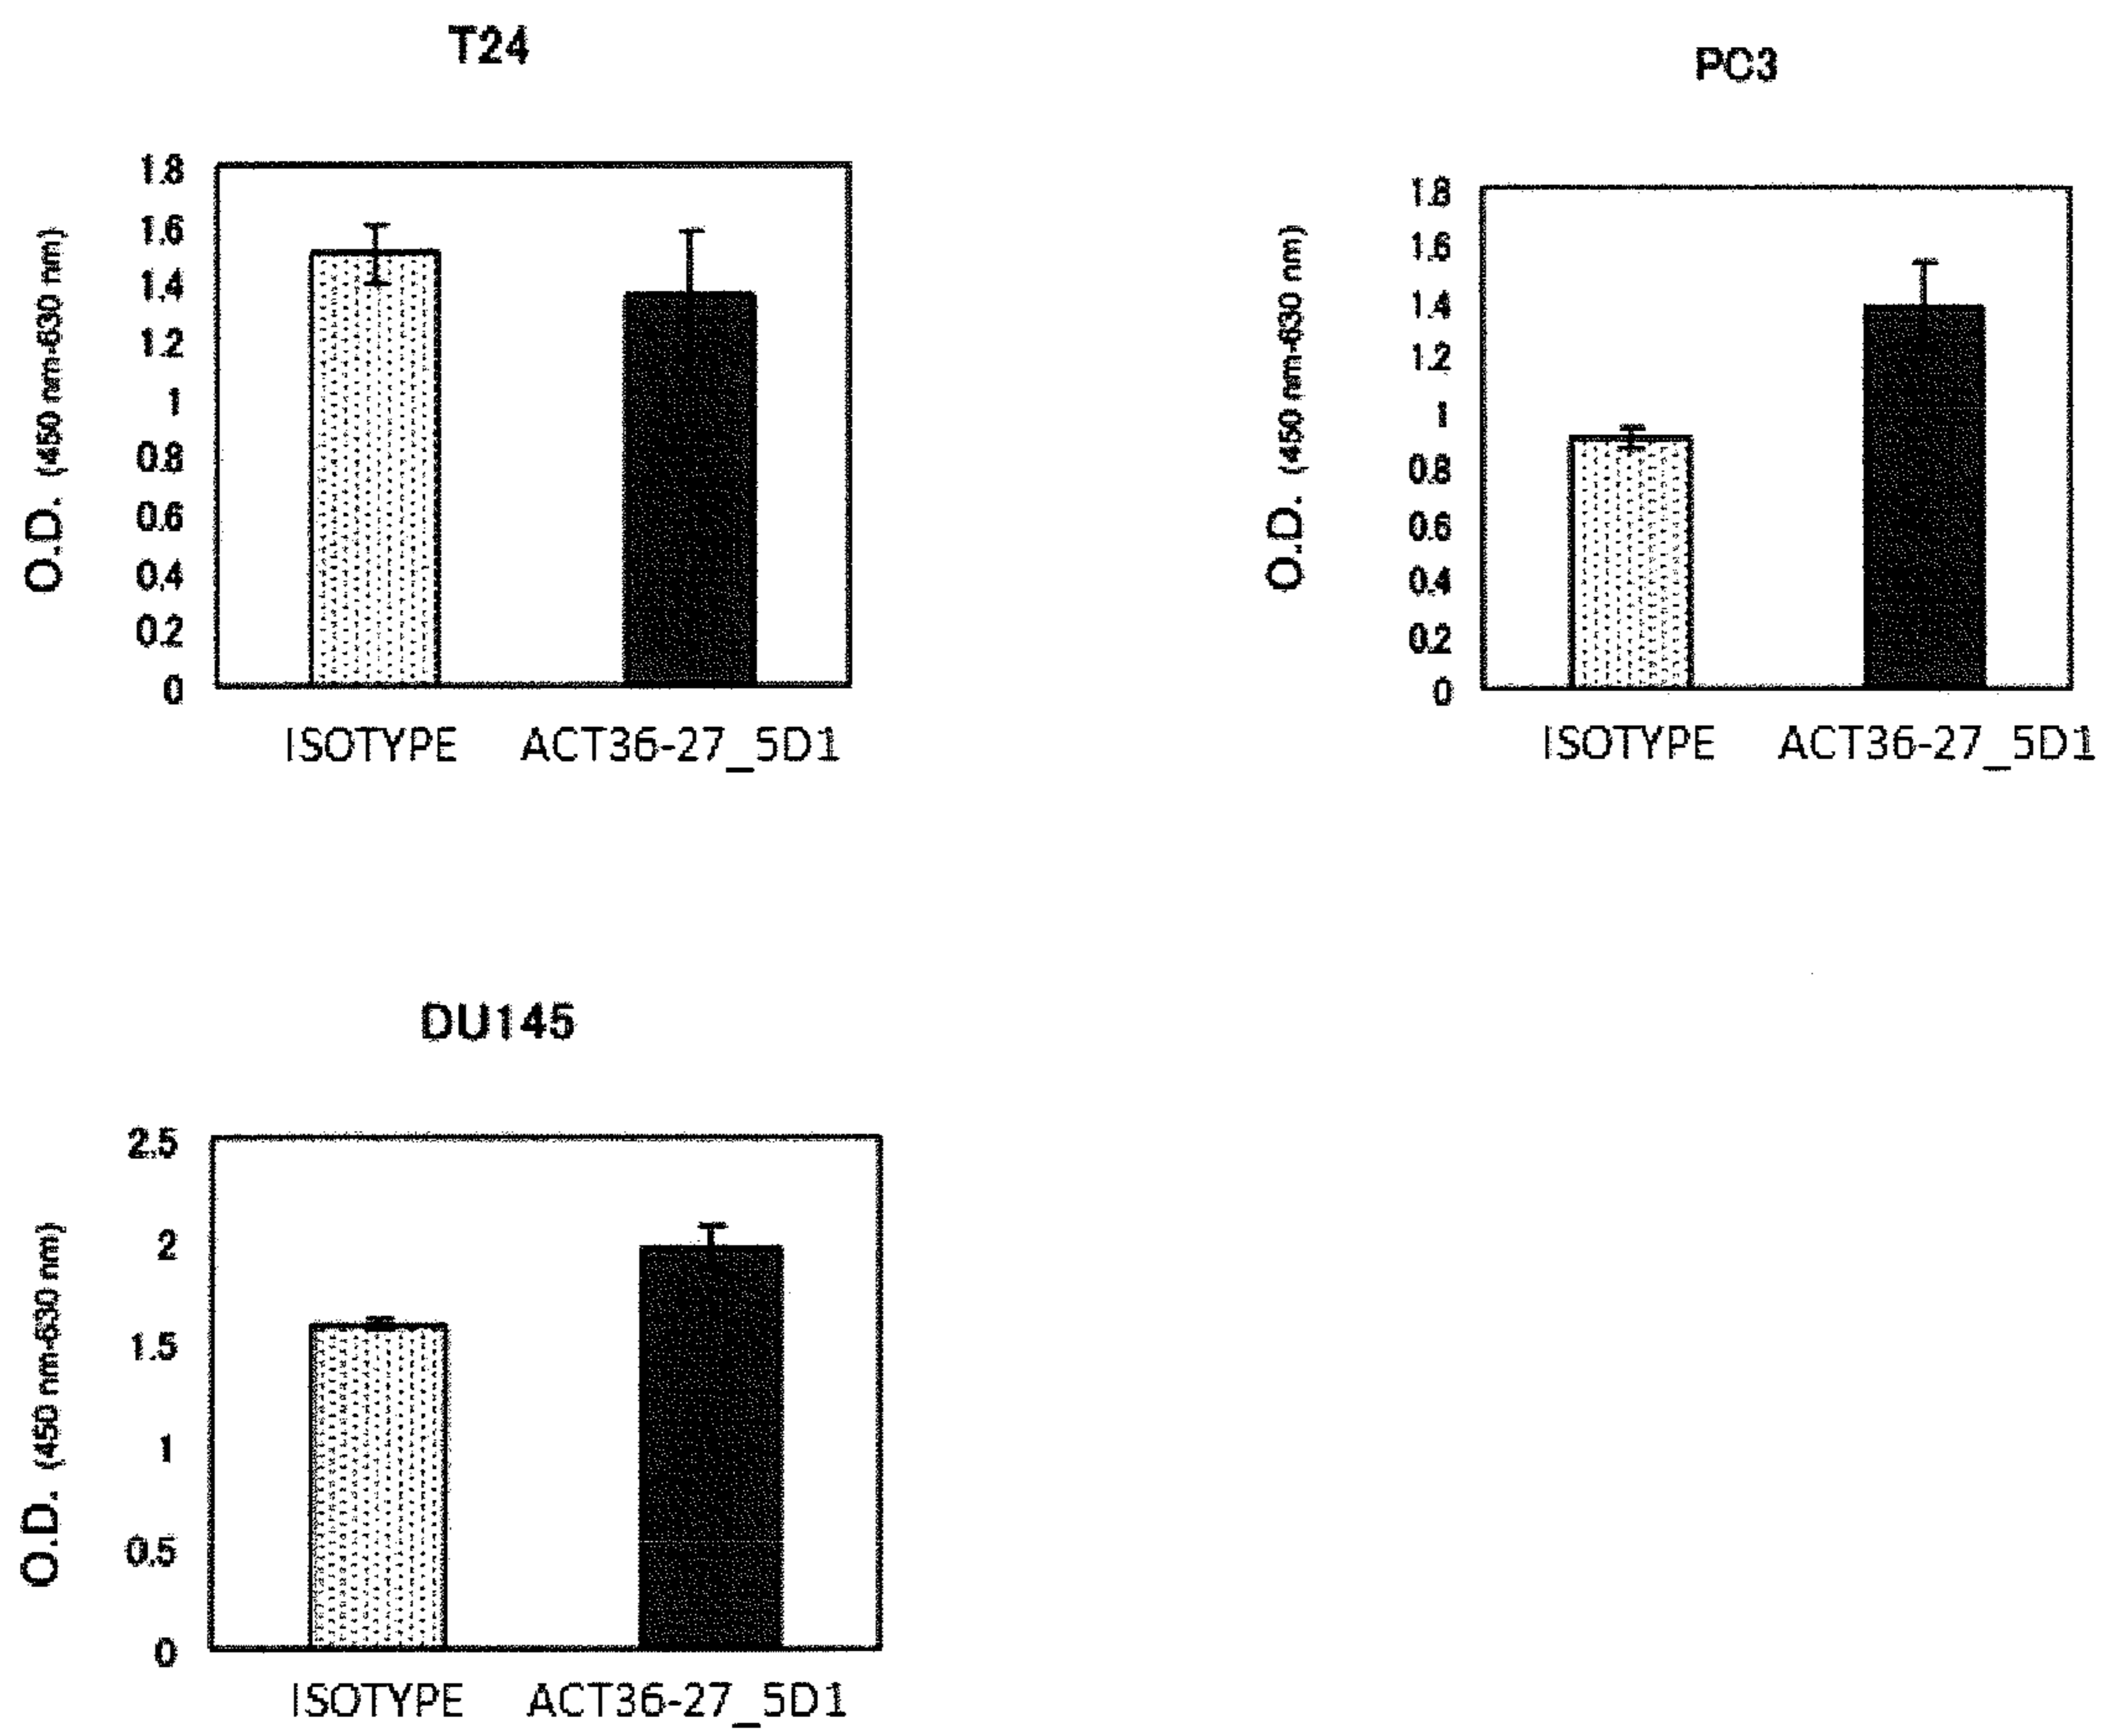 T24
O.D. (450 nm-630 nm)
1.8
1.6
1.4
1.2
1
0.8
0.6
0.4
0.2
0
ISOTYPE ACT36-27_5D1
PC3
O.D. (450 nm-630 nm)
1.8
1.6
1.4
1.2
1
0.8
0.6
0.4
0.2
0
ISOTYPE ACT36-27_5D1
DU145
O.D. (450 nm-630 nm)
2.5
2
1.5
1
0.5
0
ISOTYPE ACT36-27_5D1